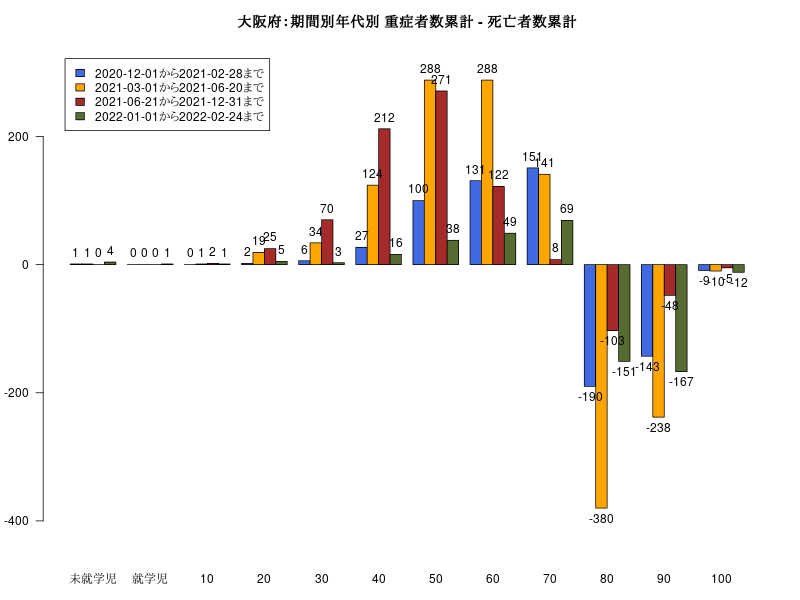 大阪府：期間別年代別 重症者数累計 - 死亡者数累計
2020-12-01から2021-02-28まで
2021-03-01から2021-06-20まで
2021-06-21から2021-12-31まで
2022-01-01から2022-02-24まで
200
0
-200
-400
1 1 0 4
0 0 0 1
0 1 2 1
2 19 25 5
6 34 70 3
27 124 212 16
100 288 271 38
131 288 122 49
151 141 8 69
-190 -380 -103 -151
-143 -238 -48 -167
-9 -10 -5 -12
未就学児 就学児 10 20 30 40 50 60 70 80 90 100